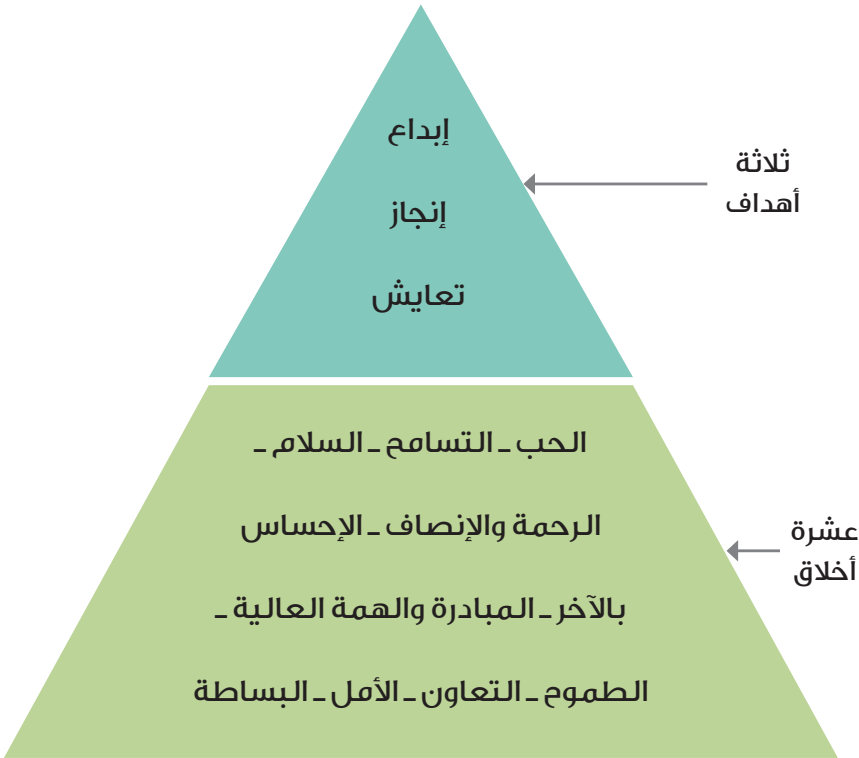 إبداع
إنجاز
تعايش
ثلاثة
أهداف
الحب ـ التسامح ـ السلام ـ
الرحمة والإنصاف ـ الإحساس
بالآخر ـ المبادرة والهمة العالية ـ
الطموح ـ التعاون ـ الأمل ـ البساطة
عشرة
أخلاق